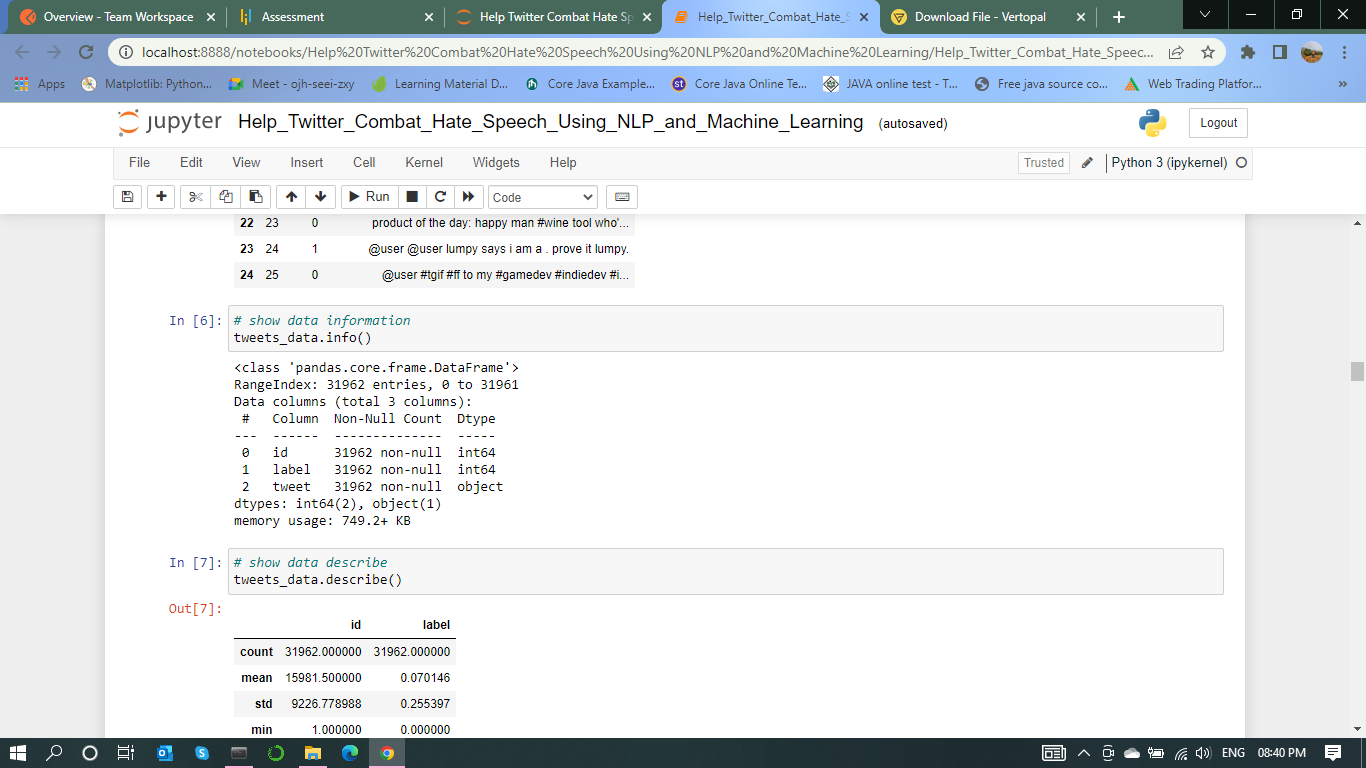 Overview - Team Workspace
Assessment
Help Twitter Combat Hate Sp
Help_Twitter_Combat_Hate_S
Download File - Vertopal
localhost:8888/notebooks/Help%20Twitter%20Combat%20Hate%20Speech%20Using%20NLP%20and%20Machine%20Learning/Help_Twitter_Combat_Hate_Speec...
Apps
Matplotlib: Python...
Meet - ojh-seei-zxy
Learning Material D...
Core Java Example...
Core Java Online Te...
JAVA online test - T...
Free java source co...
Web Trading Platfor...
jupyter Help_Twitter_Combat_Hate_Speech_Using_NLP_and_Machine_Learning (autosaved)
Logout
File Edit View Insert Cell Kernel Widgets Help
Trusted
Python 3 (ipykernel)
Run
Code
22 23 0 product of the day: happy man #wine tool who'...
23 24 1 @user @user lumpy says i am a . prove it lumpy.
24 25 0 @user #tgif #ff to my #gamedev #indiedev #i...
In [6]: # show data information
tweets_data.info()
<class 'pandas.core.frame.DataFrame'>
RangeIndex: 31962 entries, 0 to 31961
Data columns (total 3 columns):
# Column Non-Null Count Dtype
--- ------ -------------- -----
0 id 31962 non-null int64
1 label 31962 non-null int64
2 tweet 31962 non-null object
dtypes: int64(2), object(1)
memory usage: 749.2+ KB
In [7]: # show data describe
tweets_data.describe()
Out[7]:
id label
count 31962.000000 31962.000000
mean 15981.500000 0.070146
std 9226.778988 0.255397
min 1.000000 0.000000
ENG 08:40 PM